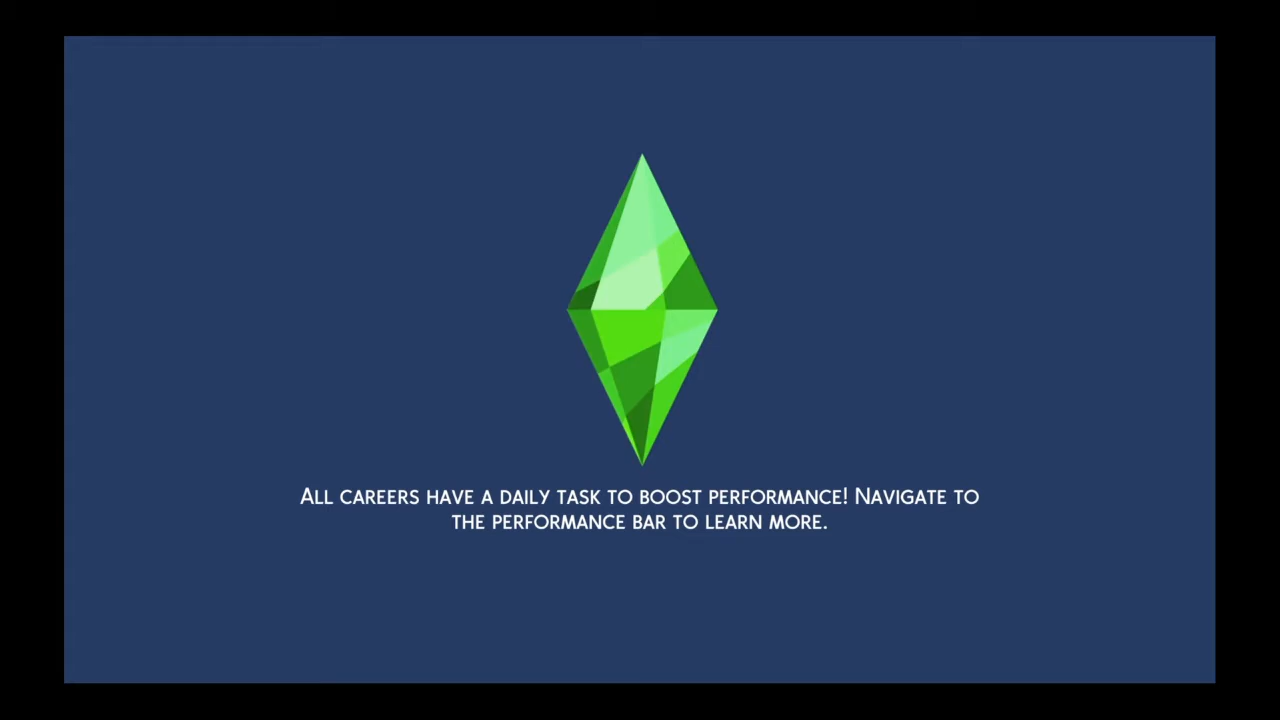 All careers have a daily task to boost performance! Navigate to
the performance bar to learn more.